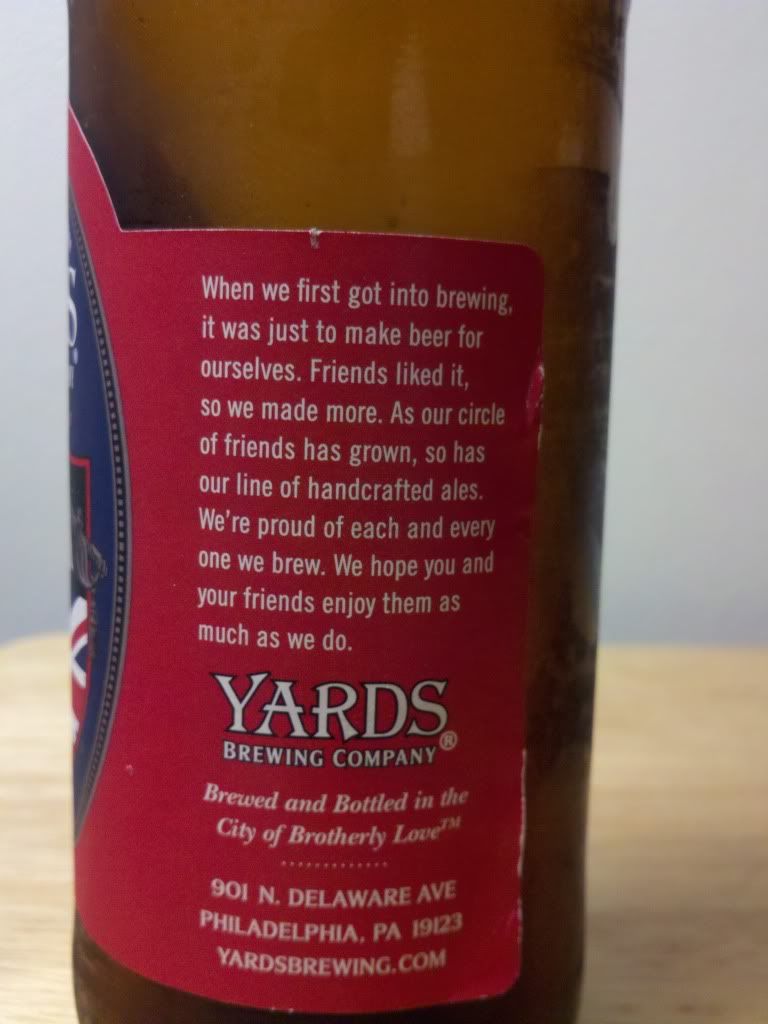 When we first got into brewing,
it was just to make beer for
ourselves. Friends liked it,
so we made more. As our circle
of friends has grown, so has
our line of handcrafted ales.
We're proud of each and every
one we brew. We hope you and
your friends enjoy them as
much as we do.
YARDS®
BREWING COMPANY
Brewed and Bottled in the
City of Brotherly Love™
901 N. DELAWARE AVE
PHILADELPHIA, PA 19123
YARDSBREWING.COM